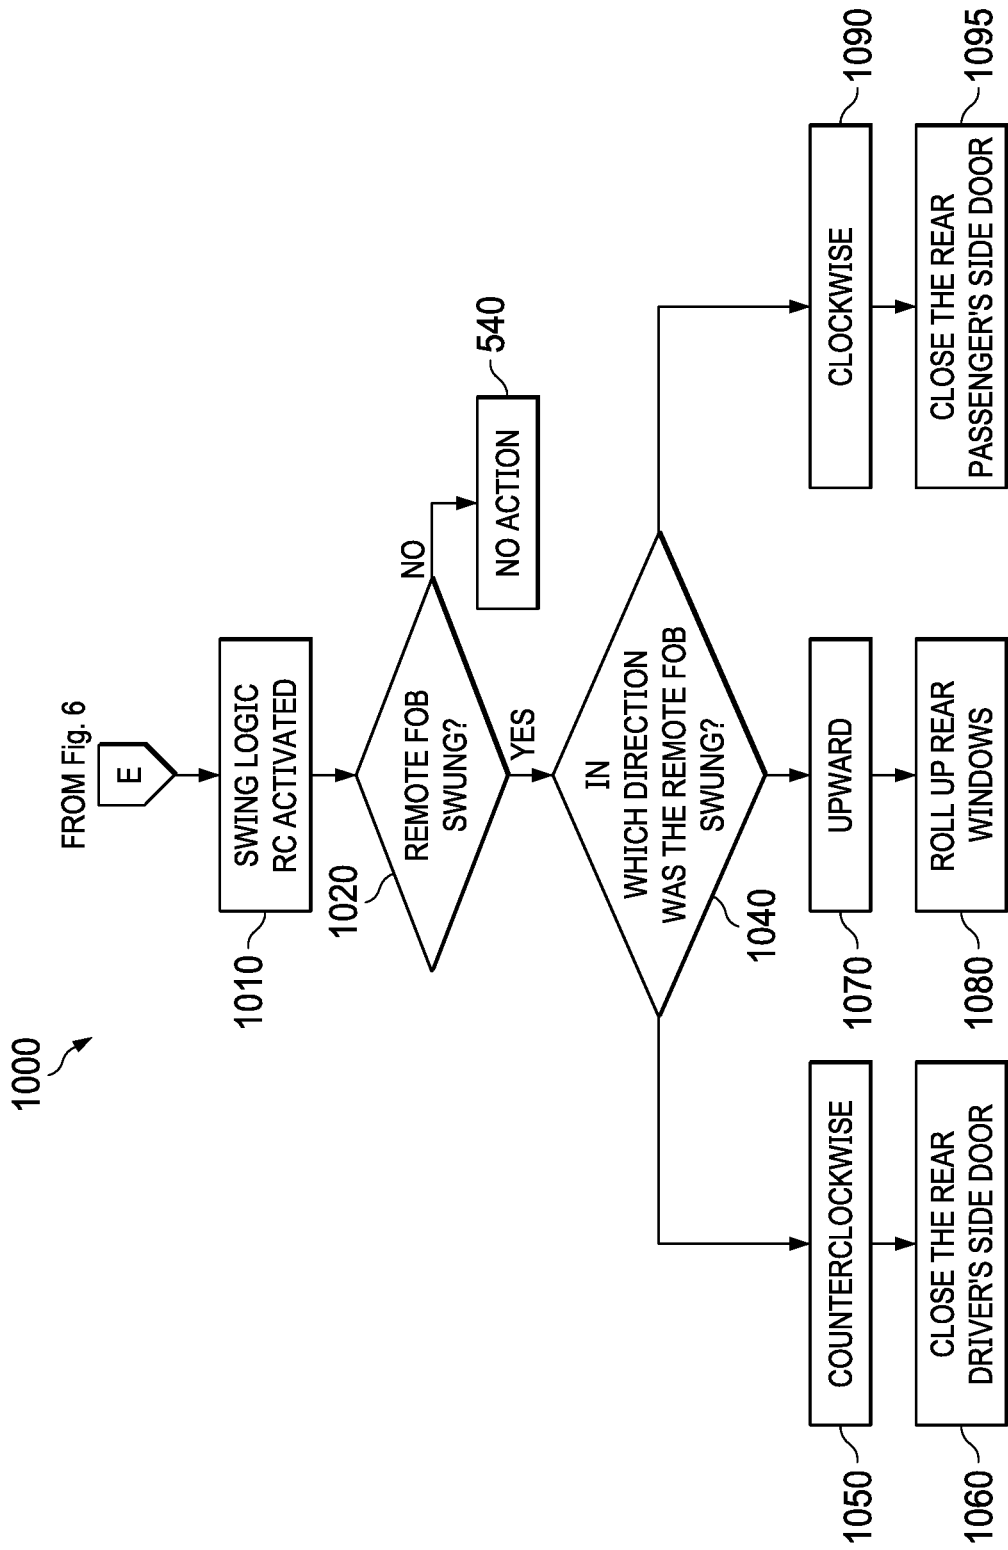 1000
FROM Fig. 6
E
SWING LOGIC
RC ACTIVATED
1010
REMOTE FOB
SWUNG?
1020
NO
NO ACTION
540
YES
IN
WHICH DIRECTION
WAS THE REMOTE FOB
SWUNG?
1040
COUNTERCLOCKWISE
1050
UPWARD
1070
CLOCKWISE
1090
CLOSE THE REAR
DRIVER'S SIDE DOOR
1060
ROLL UP REAR
WINDOWS
1080
CLOSE THE REAR
PASSENGER'S SIDE DOOR
1095